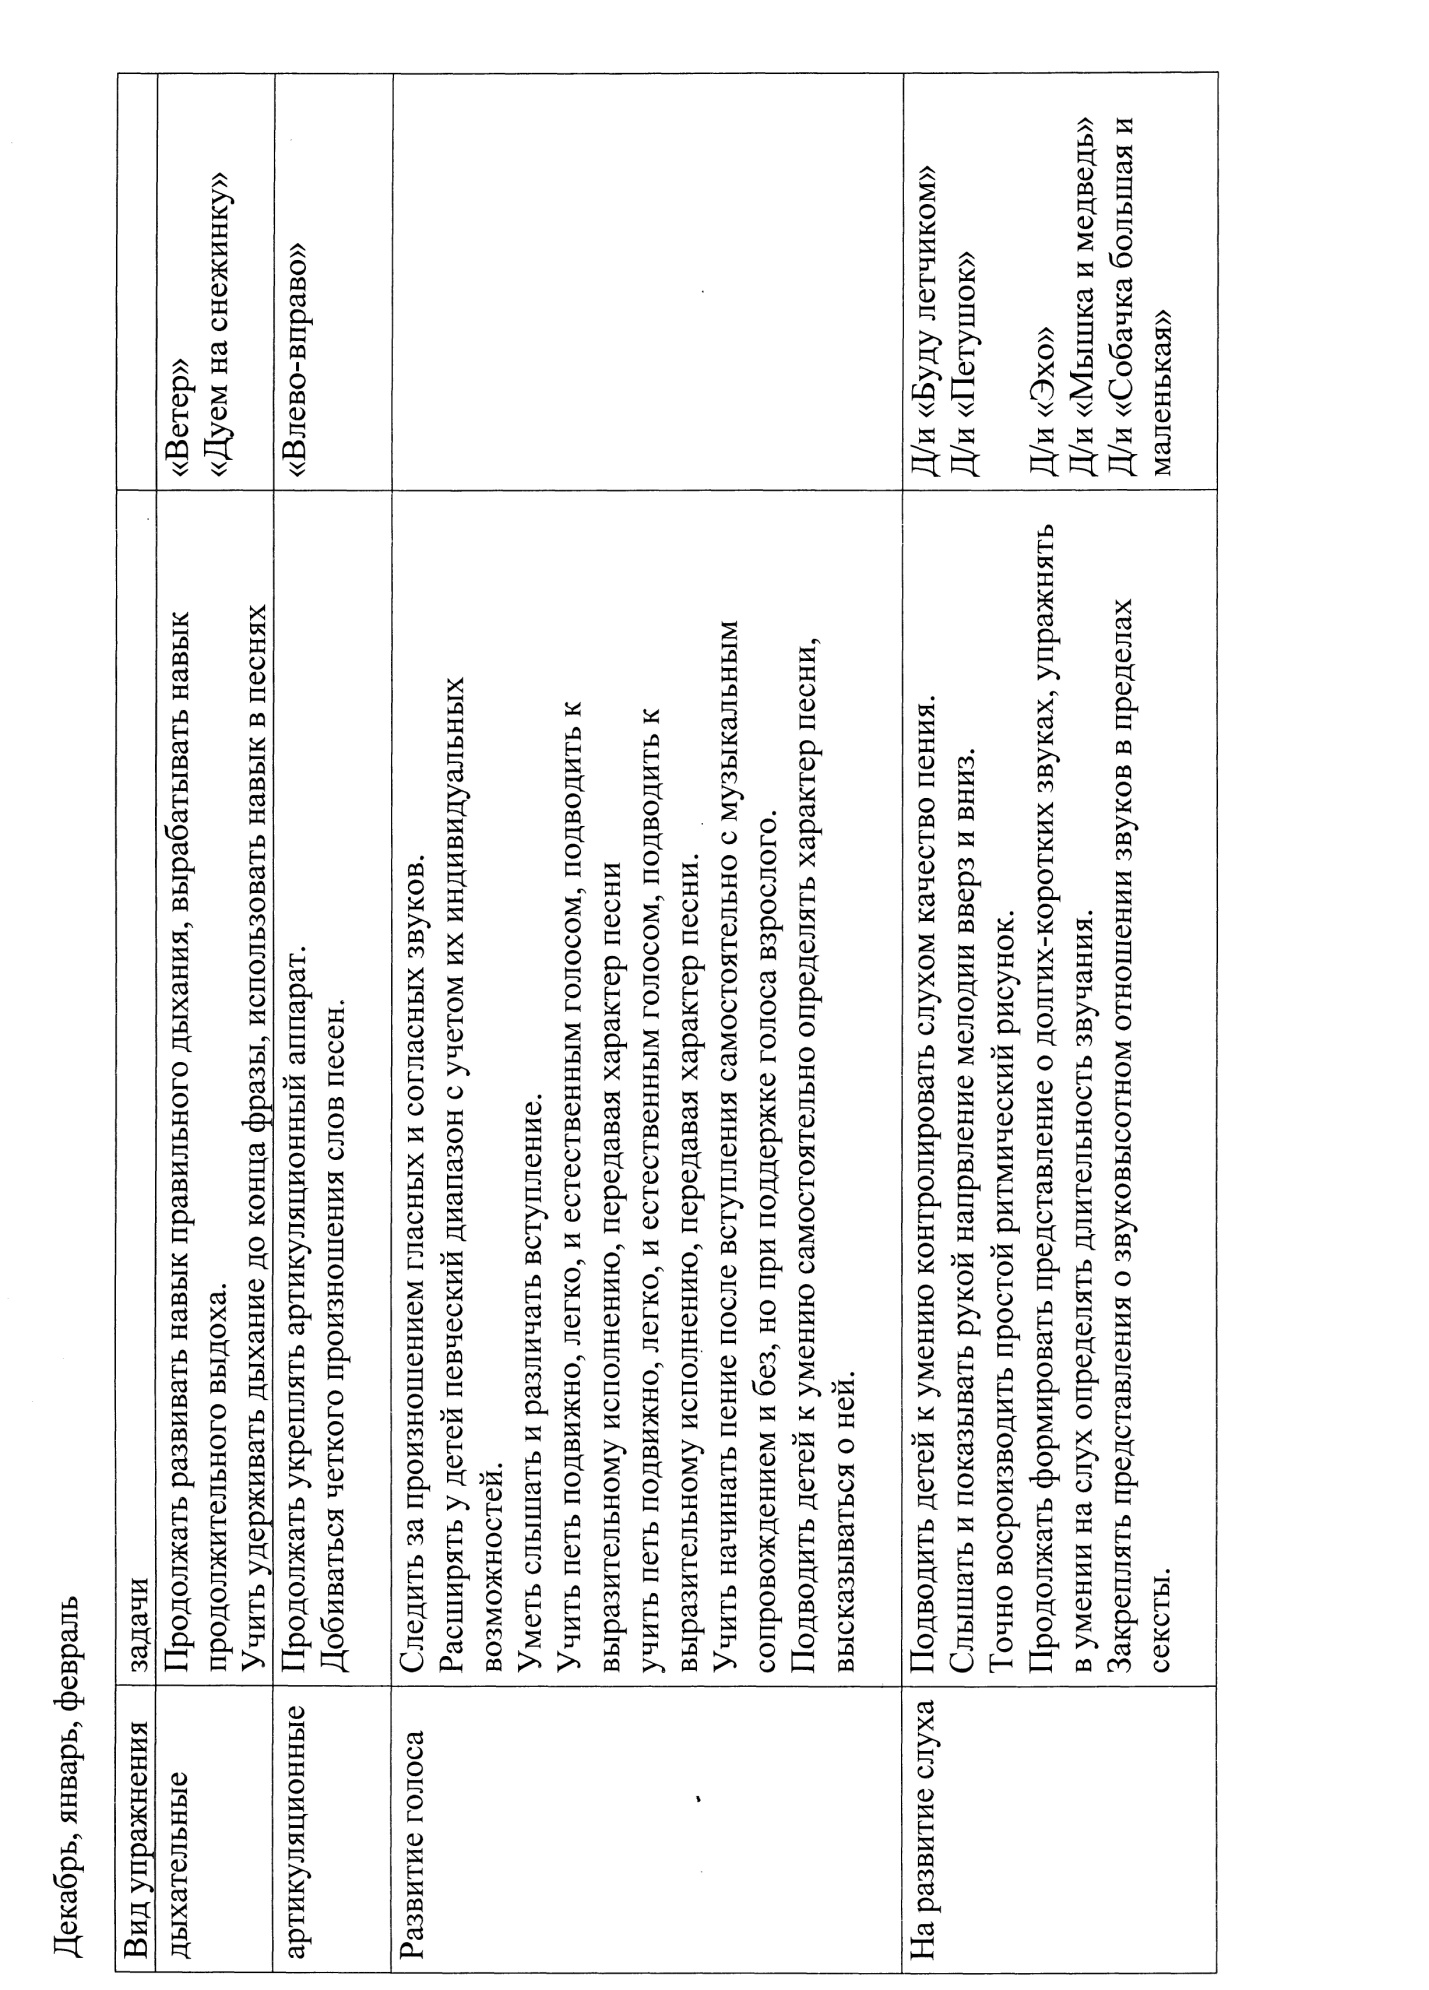 Декабрь, январь, февраль
Вид упражнения
задачи
дыхательные
Продолжать развивать навык правильного дыхания, вырабатывать навык
продолжительного выдоха.
Учить удерживать дыхание до конца фразы, использовать навык в песнях
«Ветер»
«Дуем на снежинку»
артикуляционные
Продолжать укреплять артикуляционный аппарат.
Добиваться четкого произношения слов песен.
«Влево-вправо»
Развитие голоса
Следить за произношением гласных и согласных звуков.
Расширять у детей певческий диапазон с учетом их индивидуальных
возможностей.
Уметь слышать и различать вступление.
Учить петь подвижно, легко, и естественным голосом, подводить к
выразительному исполнению, передавая характер песни
учить петь подвижно, легко, и естественным голосом, подводить к
выразительному исполнению, передавая характер песни.
Учить начинать пение после вступления самостоятельно с музыкальным
сопровождением и без, но при поддержке голоса взрослого.
Подводить детей к умению самостоятельно определять характер песни,
высказываться о ней.
На развитие слуха
Подводить детей к умению контролировать слухом качество пения.
Слышать и показывать рукой напрвление мелодии вверз и вниз.
Точно восроизводить простой ритмический рисунок.
Продолжать формировать представление о долгих-коротких звуках, упражнять
в умении на слух определять длительность звучания.
Закреплять представления о звуковысотном отношении звуков в пределах
сексты.
Д/и «Буду летчиком»
Д/и «Петушок»
Д/и «Эхо»
Д/и «Мышка и медведь»
Д/и «Собачка большая и
маленькая»